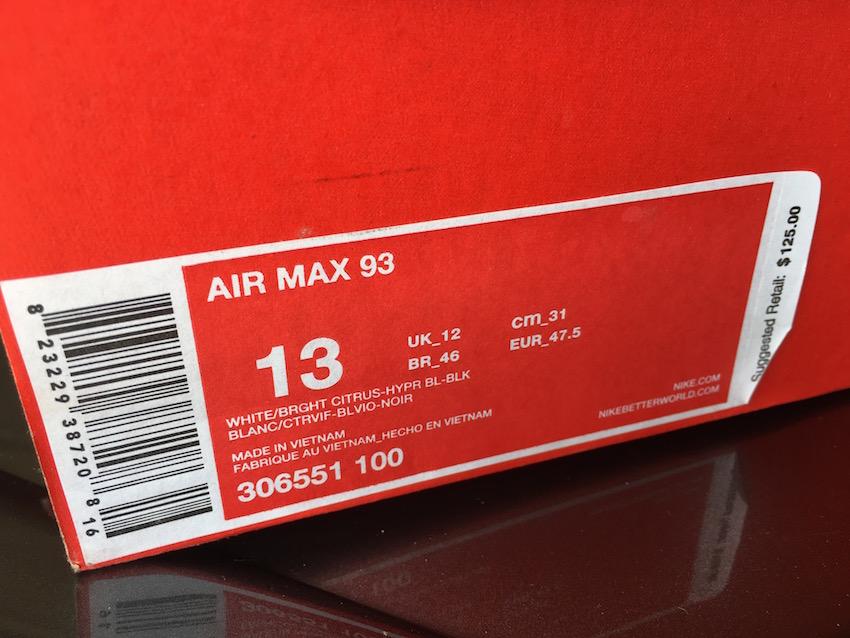 AIR MAX 93
13
UK_12
BR_46
cm_31
EUR_47.5
WHITE/BRGHT CITRUS-HYPR BL-BLK
BLANC/CTRVIF-BLVIO-NOIR
MADE IN VIETNAM
FABRIQUE AU VIETNAM_HECHO EN VIETNAM
306551 100
NIKE.COM
NIKEBETTERWORLD.COM
Suggested Retail: $125.00
8 23229 38720 8 16